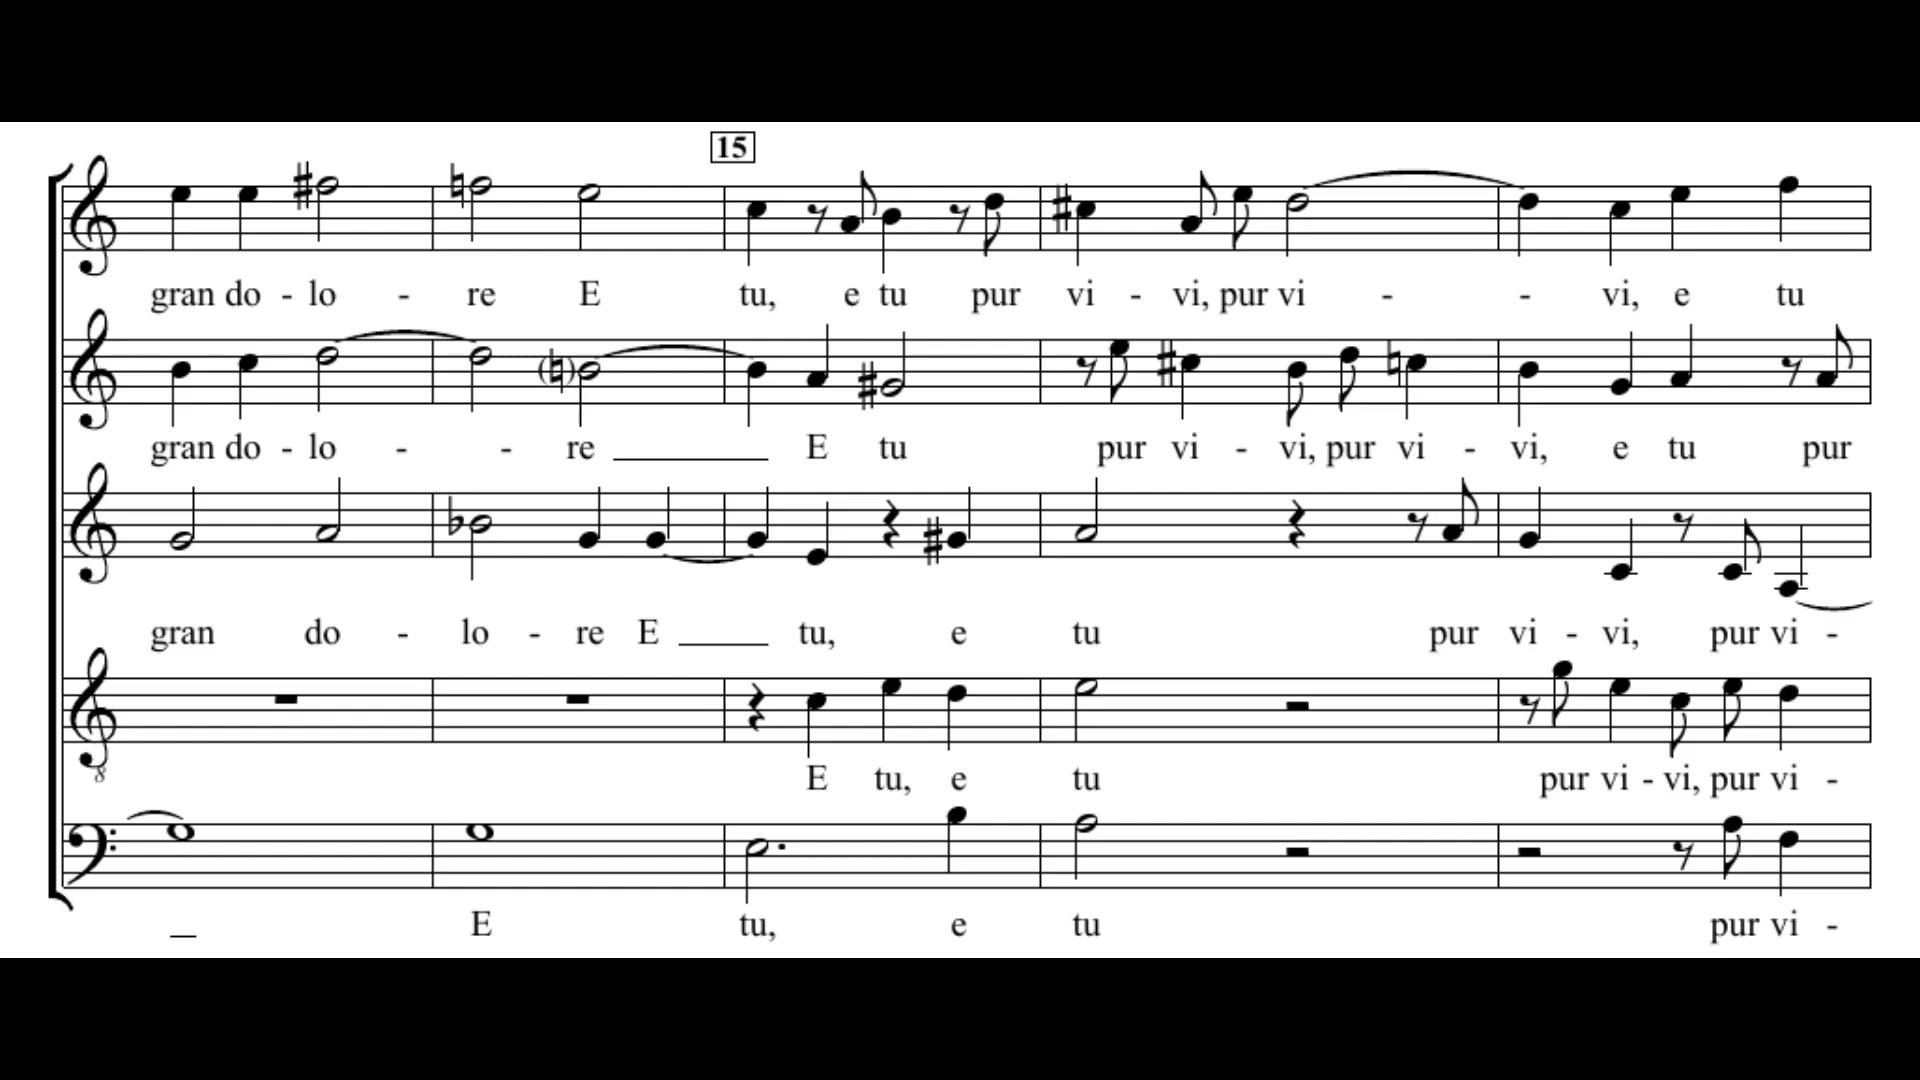 15
gran do - lo - re E tu, e tu pur vi - vi, pur vi - - vi, e tu
gran do - lo - - re E tu pur vi - vi, pur vi - vi, e tu pur
gran do - lo - re E tu, e tu pur vi - vi, pur vi -
8
E tu, e tu pur vi - vi, pur vi -
E tu, e tu pur vi -